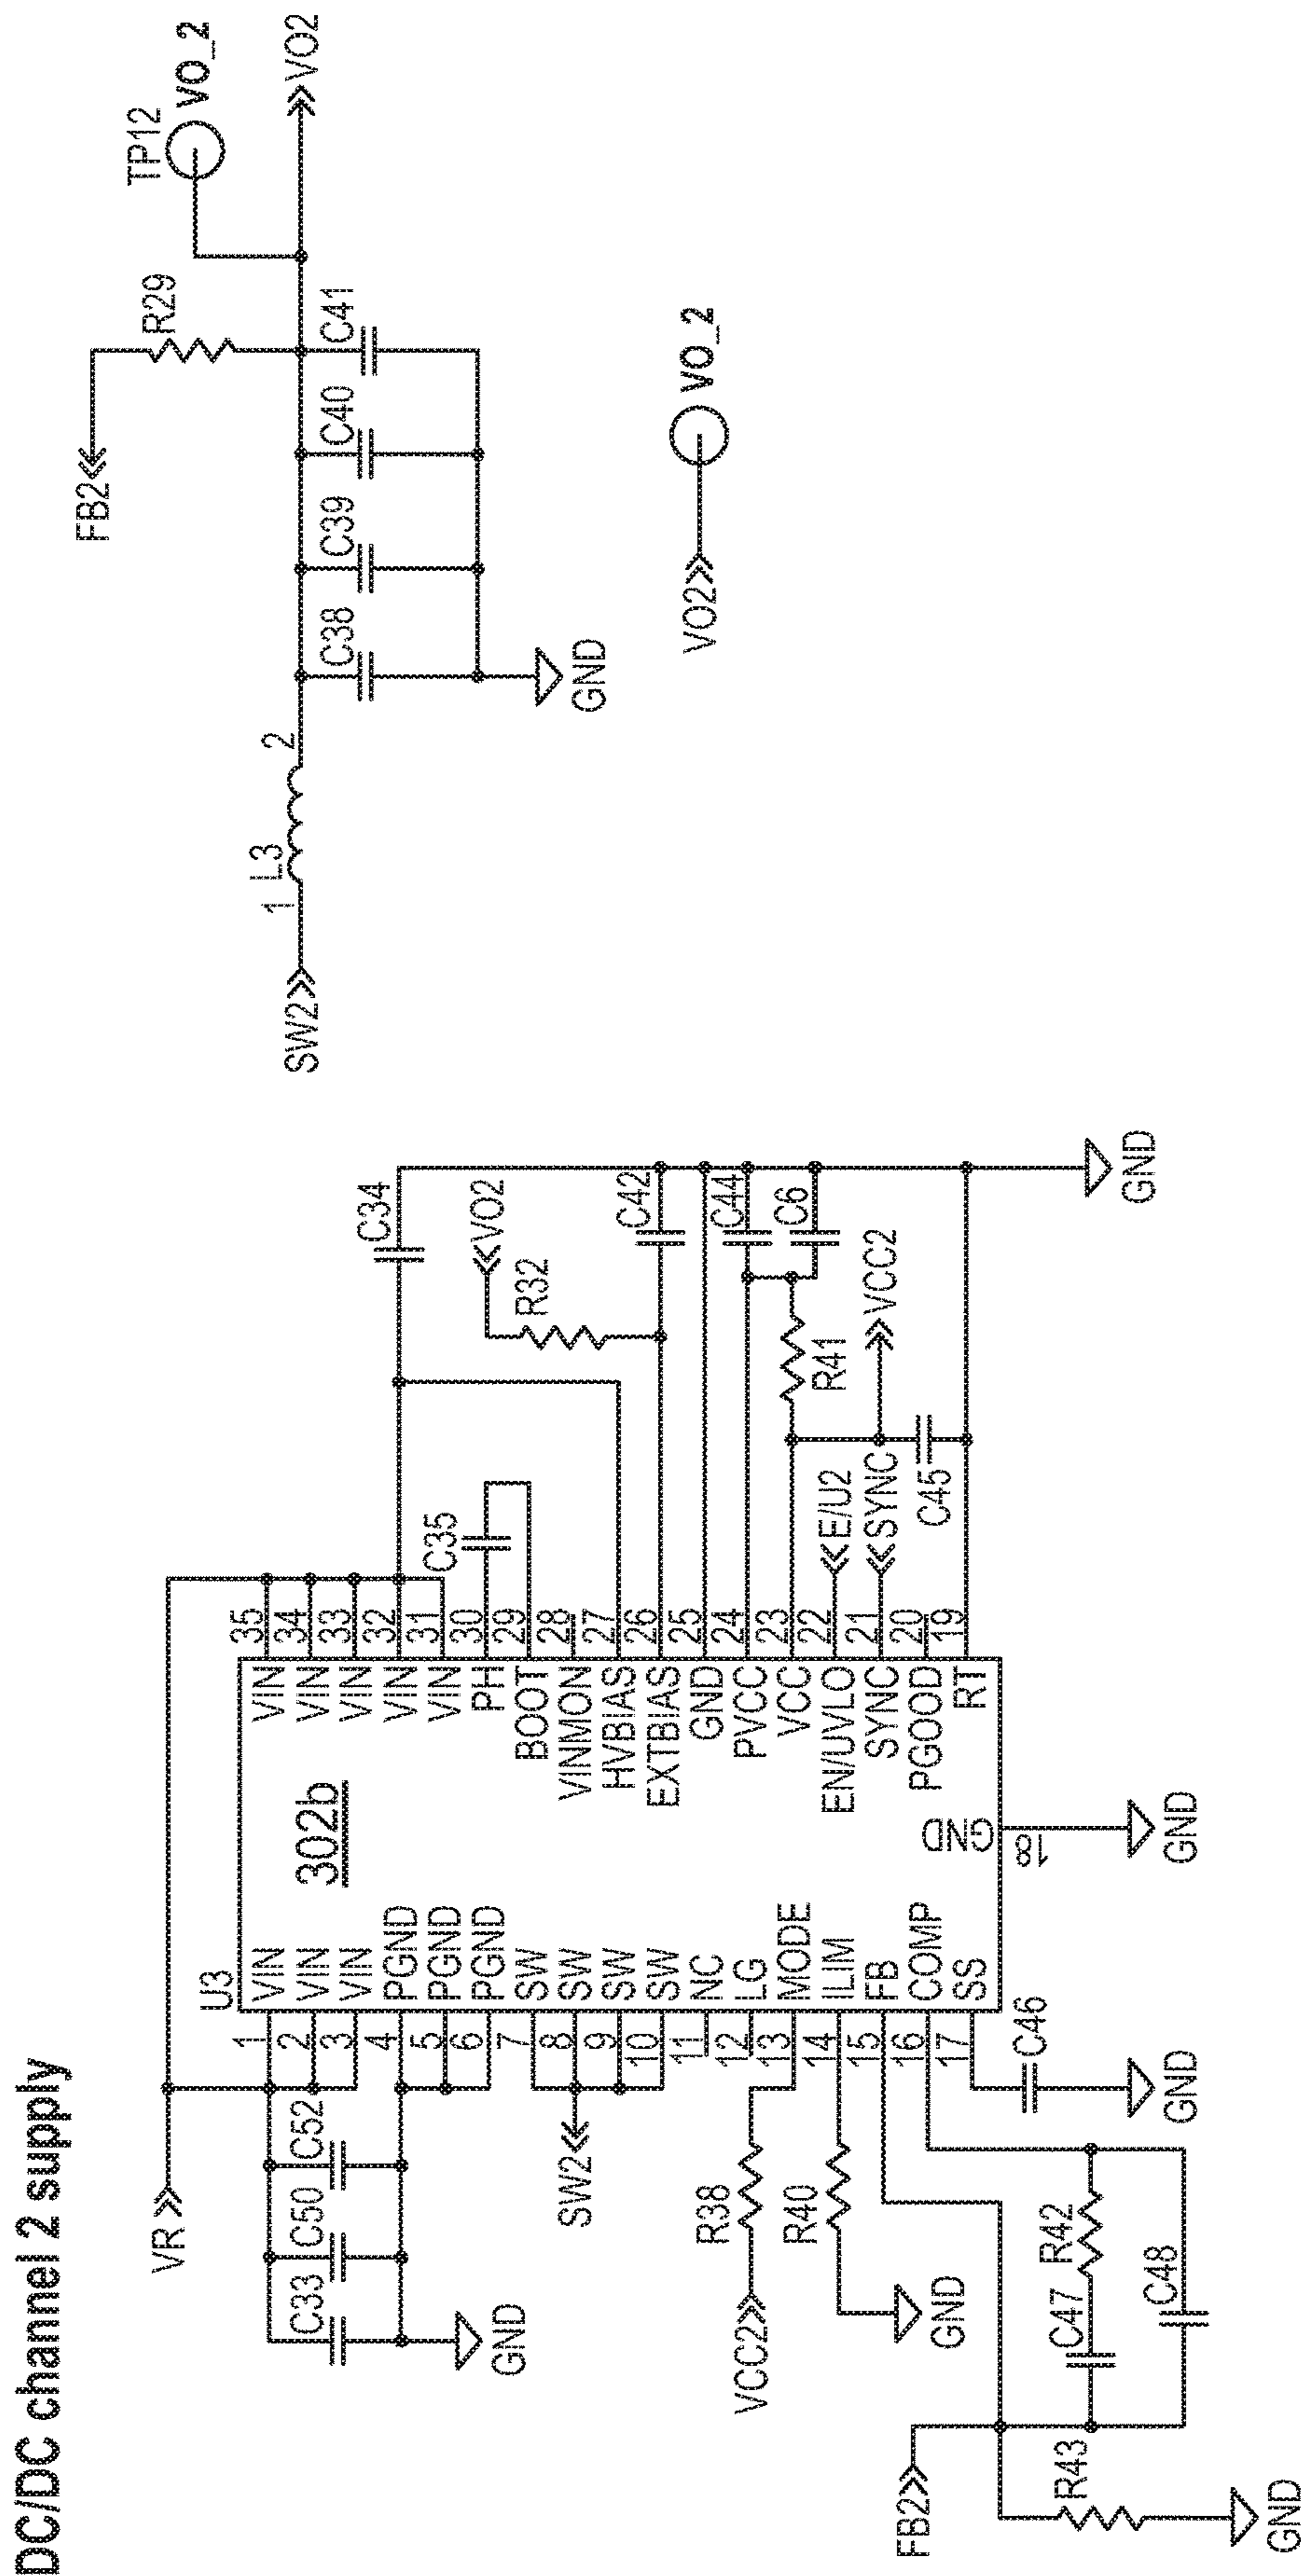 DC/DC channel 2 supply
VR
C33
C50
C52
GND
SW2
VCC2
R38
R40
GND
FB2
R43
GND
C47
R42
C48
C46
GND
U3
302b
1 VIN
2 VIN
3 VIN
4 PGND
5 PGND
6 PGND
7 SW
8 SW
9 SW
10 SW
11 NC
12 LG
13 MODE
14 ILIM
15 FB
16 COMP
17 SS
GND
18
GND
VIN 35
VIN 34
VIN 33
VIN 32
VIN 31
PH 30
BOOT 29
VINMON 28
HVBIAS 27
EXTBIAS 26
GND 25
PVCC 24
VCC 23
EN/UVLO 22
SYNC 21
PGOOD 20
RT 19
C35
C34
VO2
R32
C42
C44
C6
R41
VCC2
E/U2
SYNC
C45
GND
SW2
1
L3
2
C38
C39
C40
C41
GND
FB2
R29
TP12
VO_2
VO2
VO2
VO_2